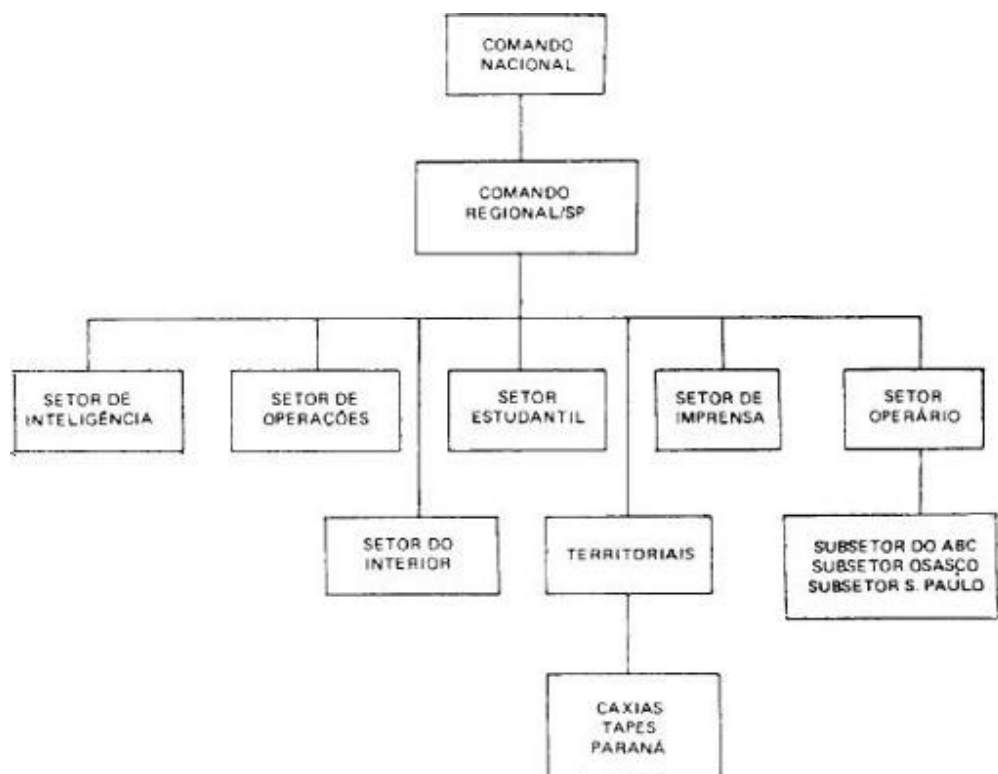 COMANDO
NACIONAL
COMANDO
REGIONAL/SP
SETOR DE
INTELIGÊNCIA
SETOR DE
OPERAÇÕES
SETOR
ESTUDANTIL
SETOR DE
IMPRENSA
SETOR
OPERÁRIO
SETOR DO
INTERIOR
TERRITORIAIS
SUBSETOR DO ABC
SUBSETOR OSASCO
SUBSETOR S. PAULO
CAXIAS
TAPES
PARANÁ